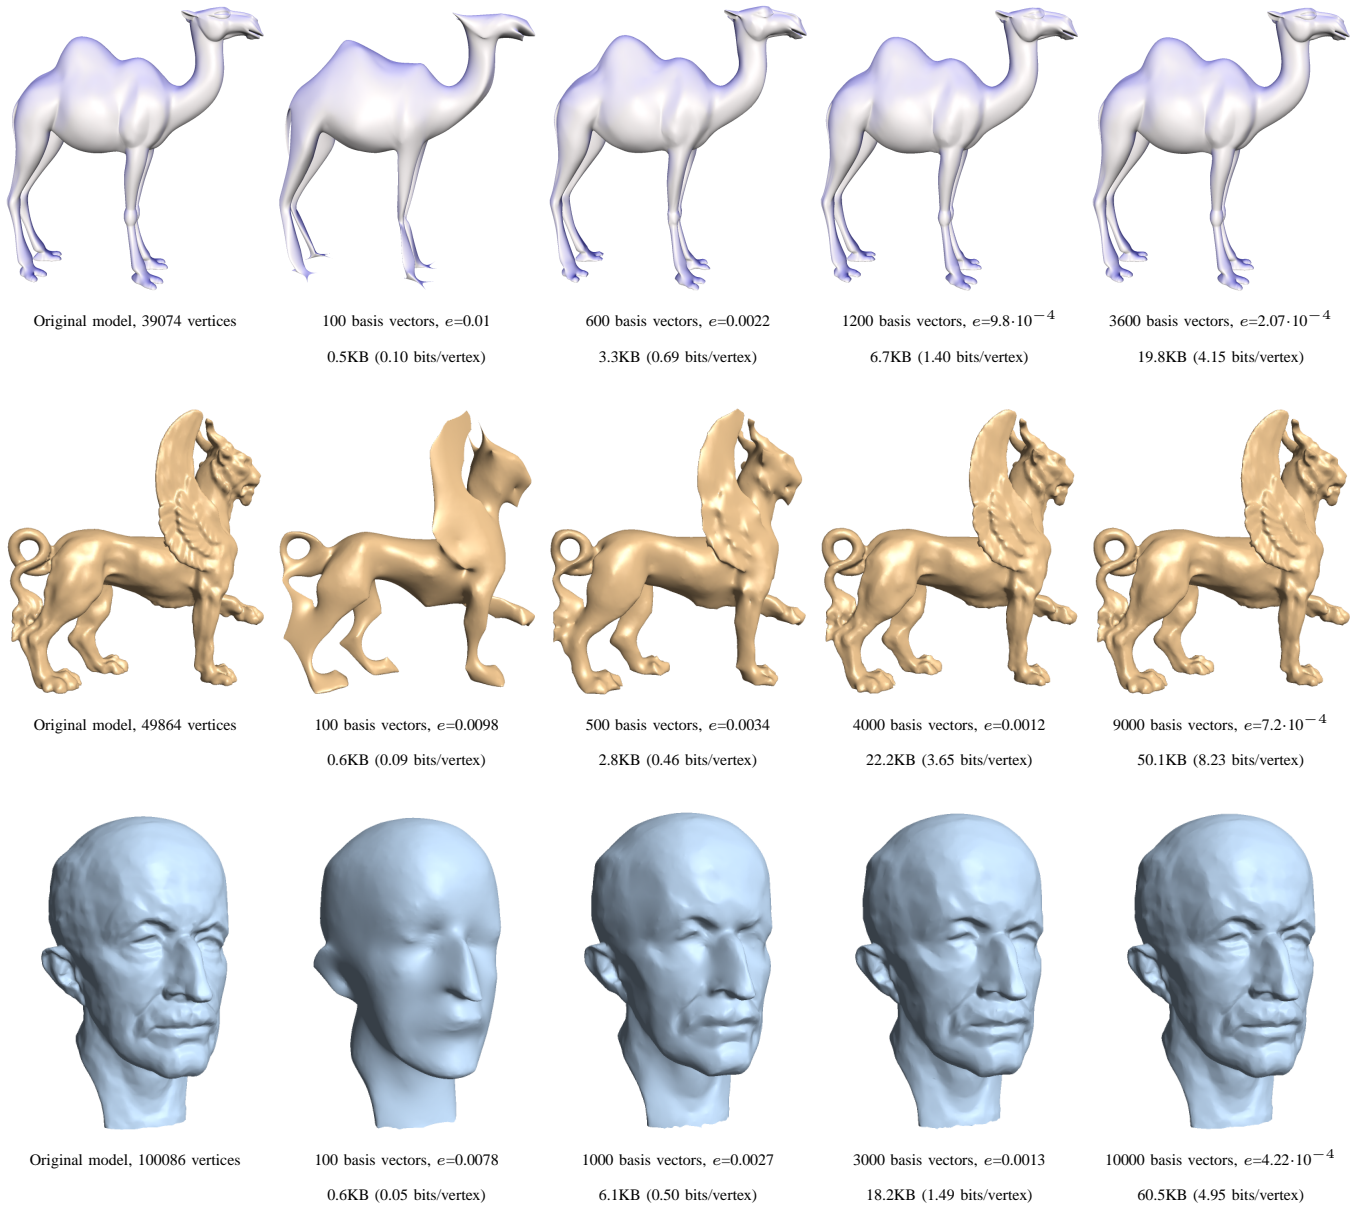 Original model, 39074 vertices
100 basis vectors, e=0.01
0.5KB (0.10 bits/vertex)
600 basis vectors, e=0.0022
3.3KB (0.69 bits/vertex)
1200 basis vectors, e=9.8·10⁻⁴
6.7KB (1.40 bits/vertex)
3600 basis vectors, e=2.07·10⁻⁴
19.8KB (4.15 bits/vertex)
Original model, 49864 vertices
100 basis vectors, e=0.0098
0.6KB (0.09 bits/vertex)
500 basis vectors, e=0.0034
2.8KB (0.46 bits/vertex)
4000 basis vectors, e=0.0012
22.2KB (3.65 bits/vertex)
9000 basis vectors, e=7.2·10⁻⁴
50.1KB (8.23 bits/vertex)
Original model, 100086 vertices
100 basis vectors, e=0.0078
0.6KB (0.05 bits/vertex)
1000 basis vectors, e=0.0027
6.1KB (0.50 bits/vertex)
3000 basis vectors, e=0.0013
18.2KB (1.49 bits/vertex)
10000 basis vectors, e=4.22·10⁻⁴
60.5KB (4.95 bits/vertex)